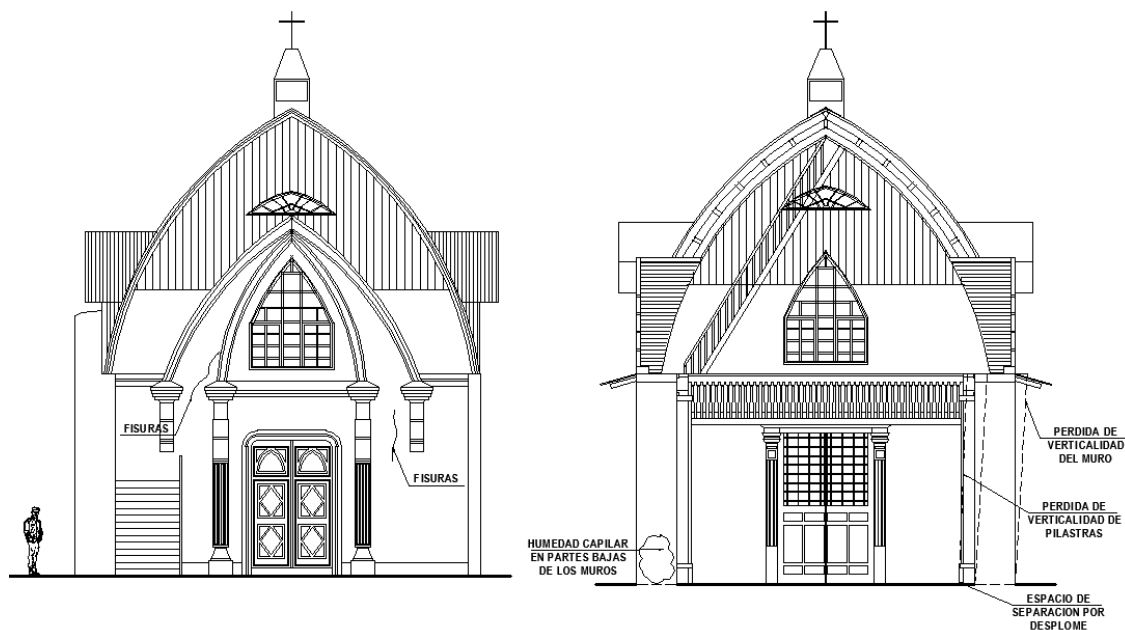 FISURAS
FISURAS
PERDIDA DE
VERTICALIDAD
DEL MURO
PERDIDA DE
VERTICALIDAD DE
PILASTRAS
HUMEDAD CAPILAR
EN PARTES BAJAS
DE LOS MUROS
ESPACIO DE
SEPARACION POR
DESPLOME